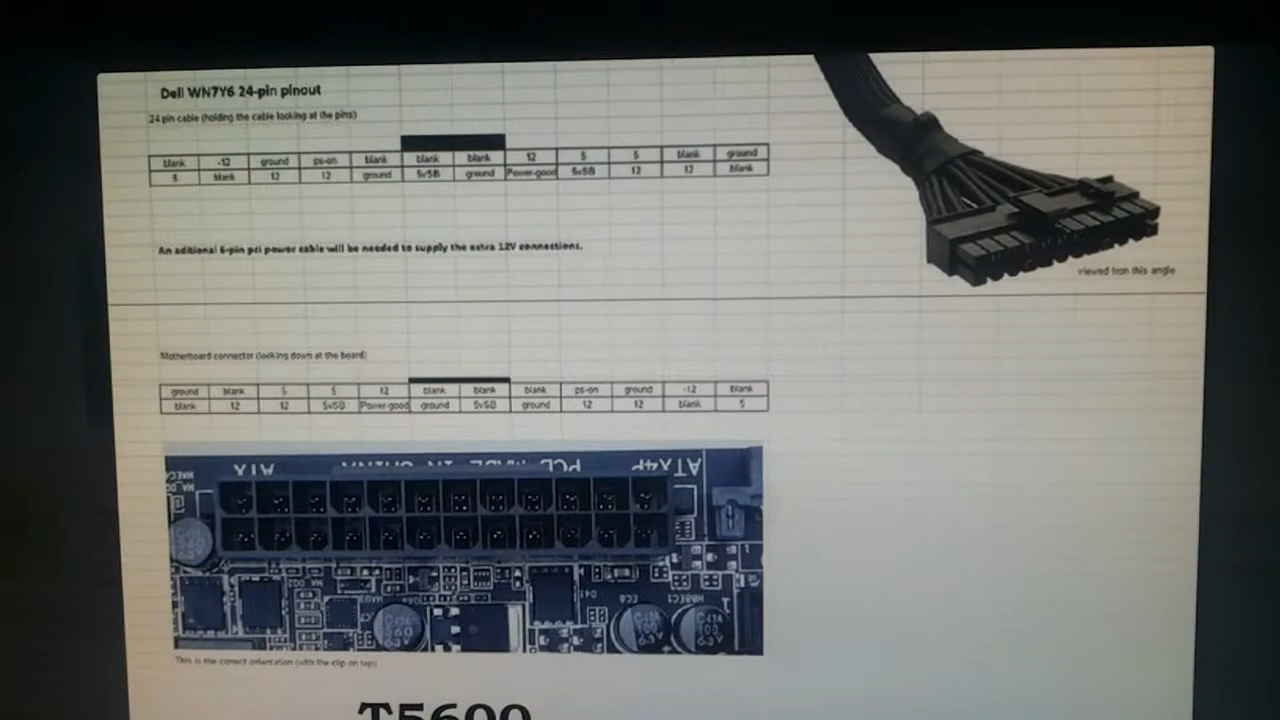 Dell WN7Y6 24-pin pinout
24 pin cable (holding the cable looking at the pins)
blank -12 ground ps-on blank blank blank 12 5 5 blank ground
5 blank 12 12 ground 5vSB ground Power-good 5vSB 12 12 blank
An aditional 6-pin pci power cable will be needed to supply the extra 12V connections.
viewed from this angle
Motherboard connector (looking down at the board)
ground blank 5 5 12 blank blank blank ps-on ground -12 blank
blank 12 12 5vSB Power-good ground 5vSB ground 12 12 blank 5
ATX4P
This is the correct orientation (with the clip on top)
T5600